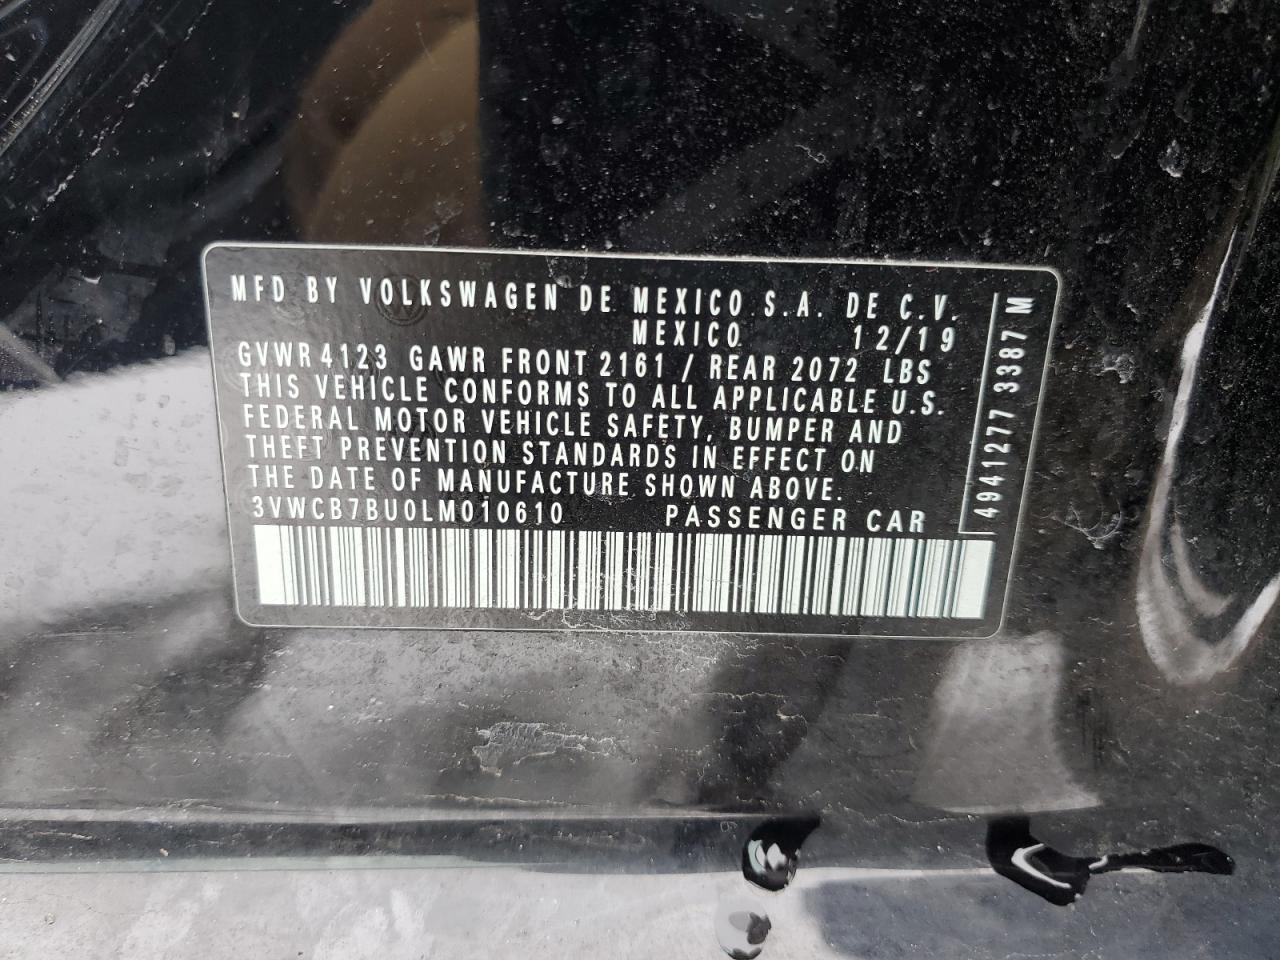 MFD BY VOLKSWAGEN DE MEXICO S.A. DE C.V.
MEXICO 12/19
GVWR 4123 GAWR FRONT 2161 / REAR 2072 LBS
THIS VEHICLE CONFORMS TO ALL APPLICABLE U.S.
FEDERAL MOTOR VEHICLE SAFETY, BUMPER AND
THEFT PREVENTION STANDARDS IN EFFECT ON
THE DATE OF MANUFACTURE SHOWN ABOVE.
3VWCB7BU0LM010610 PASSENGER CAR
4941277 3387 M